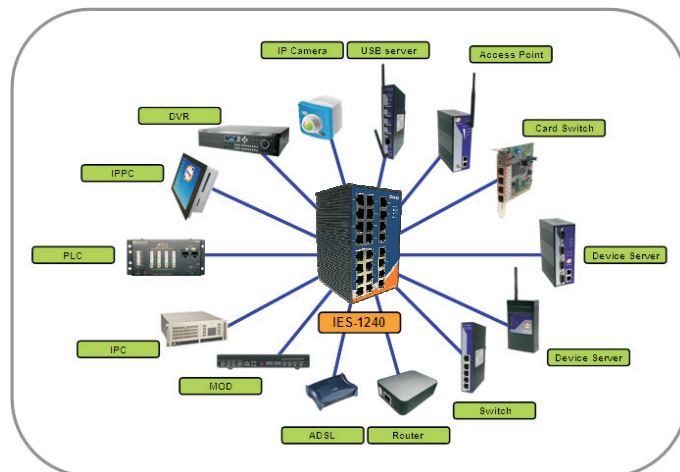 IP Camera
USB server
Access Point
DVR
Card Switch
IPPC
PLC
Device Server
IES-1240
IPC
Device Server
MOD
Switch
ADSL
Router